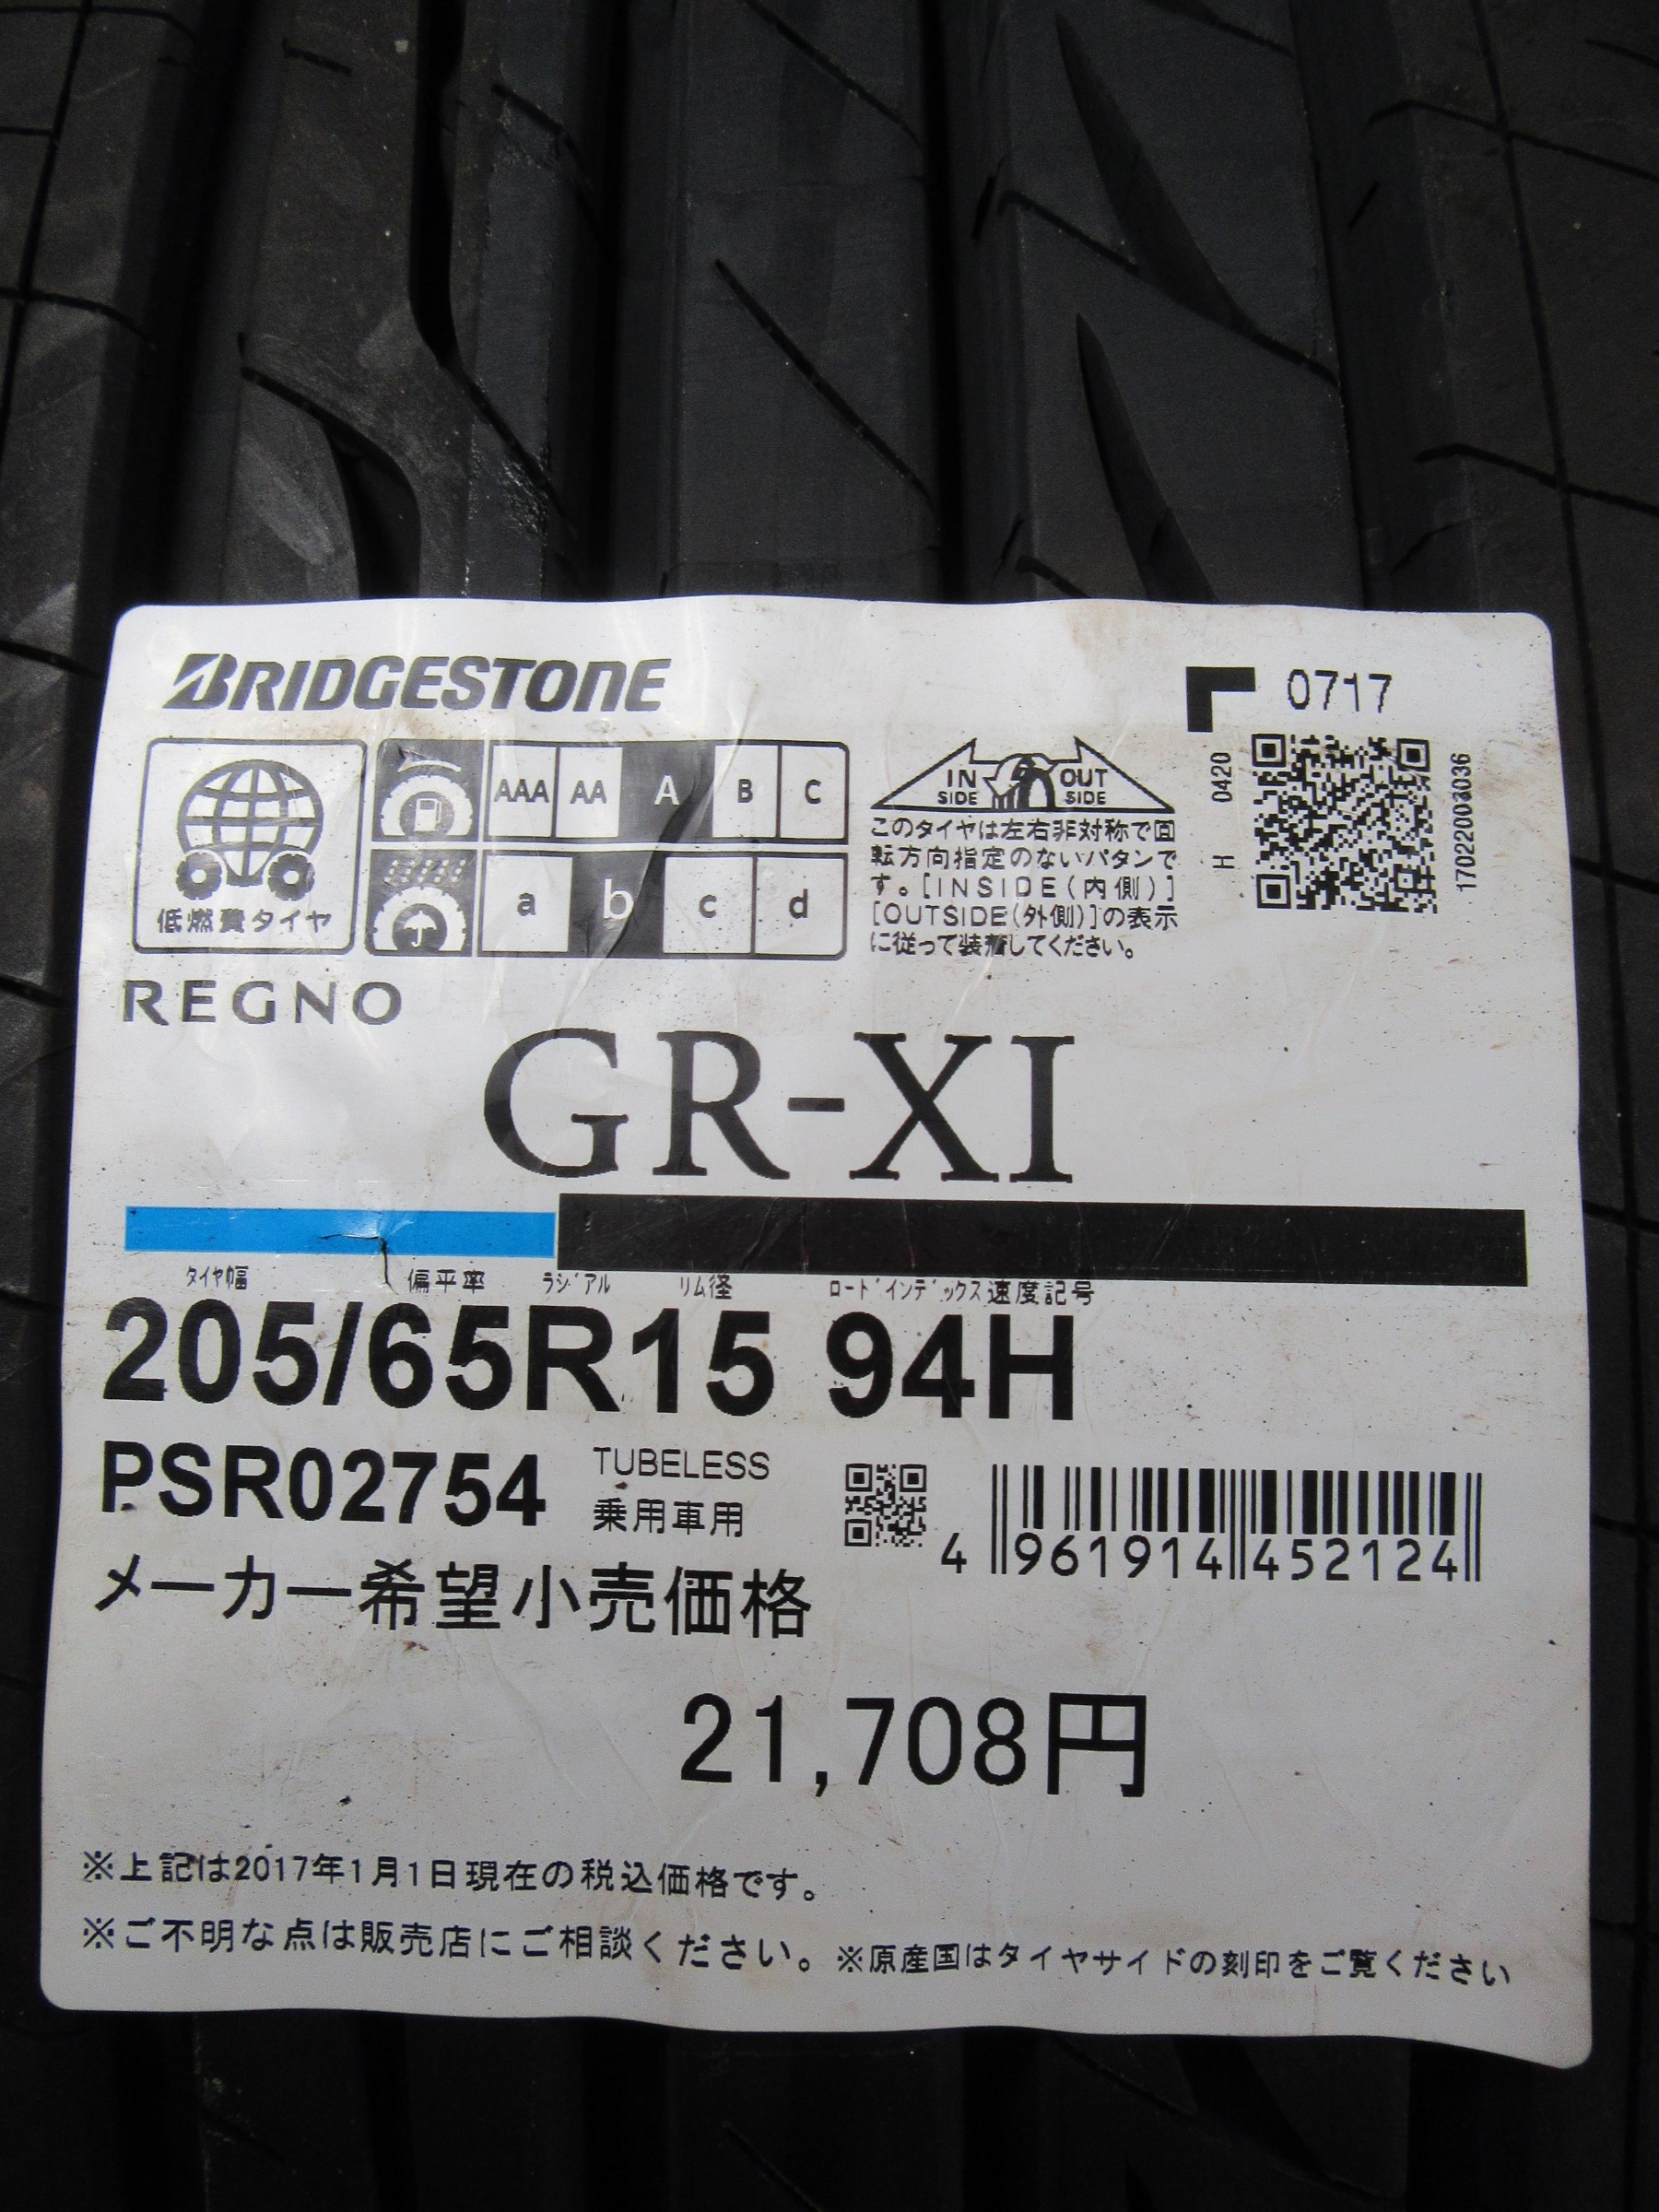 BRIDGESTONE
0717
AAA AA A B C
a b c d
低燃費タイヤ
IN SIDE OUT SIDE
このタイヤは左右非対称で回
転方向指定のないパタンで
す。[INSIDE(内側)]
[OUTSIDE(外側)]の表示
に従って装着してください。
H 0420
170222003036
REGNO
GR-XI
タイヤ幅 偏平率 ラジアル リム径 ロードインデックス 速度記号
205/65R15 94H
PSR02754
TUBELESS
乗用車用
4 961914 452124
メーカー希望小売価格
21,708円
※上記は2017年1月1日現在の税込価格です。
※ご不明な点は販売店にご相談ください。 ※原産国はタイヤサイドの刻印をご覧ください